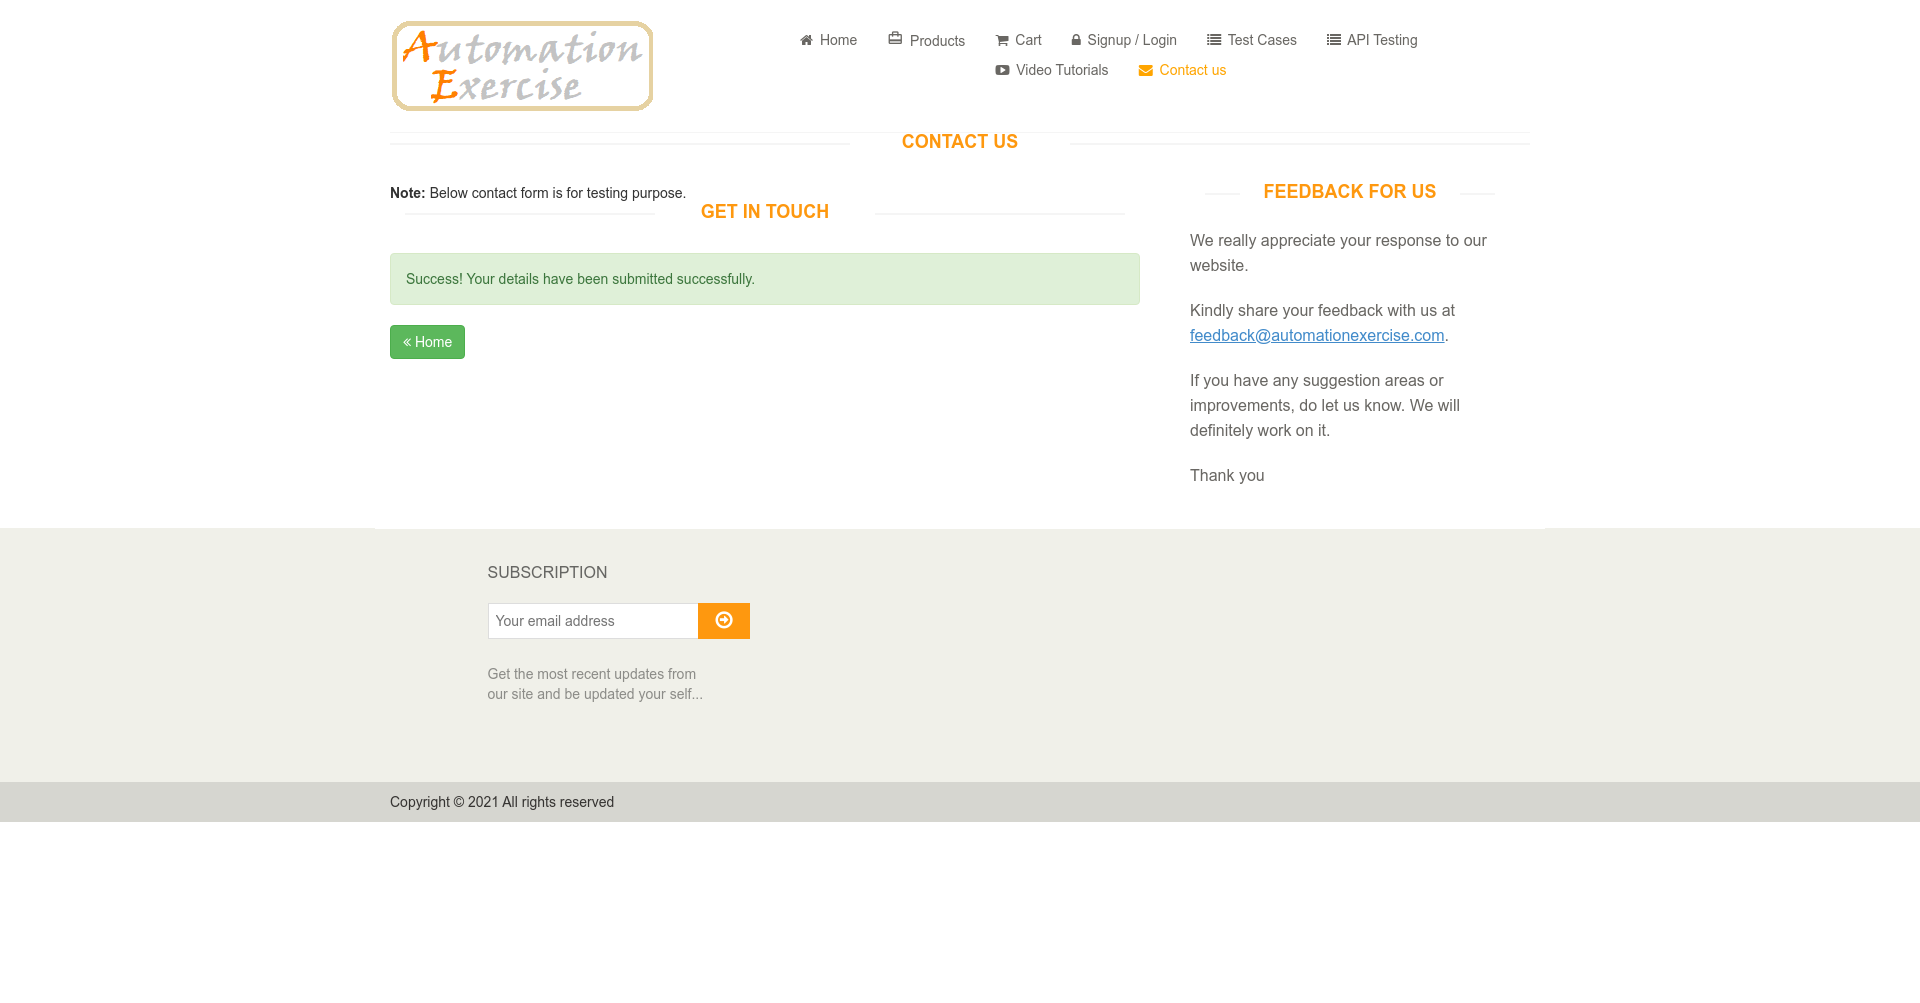 Automation
Exercise
Home
Products
Cart
Signup / Login
Test Cases
API Testing
Video Tutorials
Contact us
CONTACT US
Note: Below contact form is for testing purpose.
GET IN TOUCH
Success! Your details have been submitted successfully.
« Home
FEEDBACK FOR US
We really appreciate your response to our
website.
Kindly share your feedback with us at
feedback@automationexercise.com.
If you have any suggestion areas or
improvements, do let us know. We will
definitely work on it.
Thank you
SUBSCRIPTION
Your email address
Get the most recent updates from
our site and be updated your self...
Copyright © 2021 All rights reserved